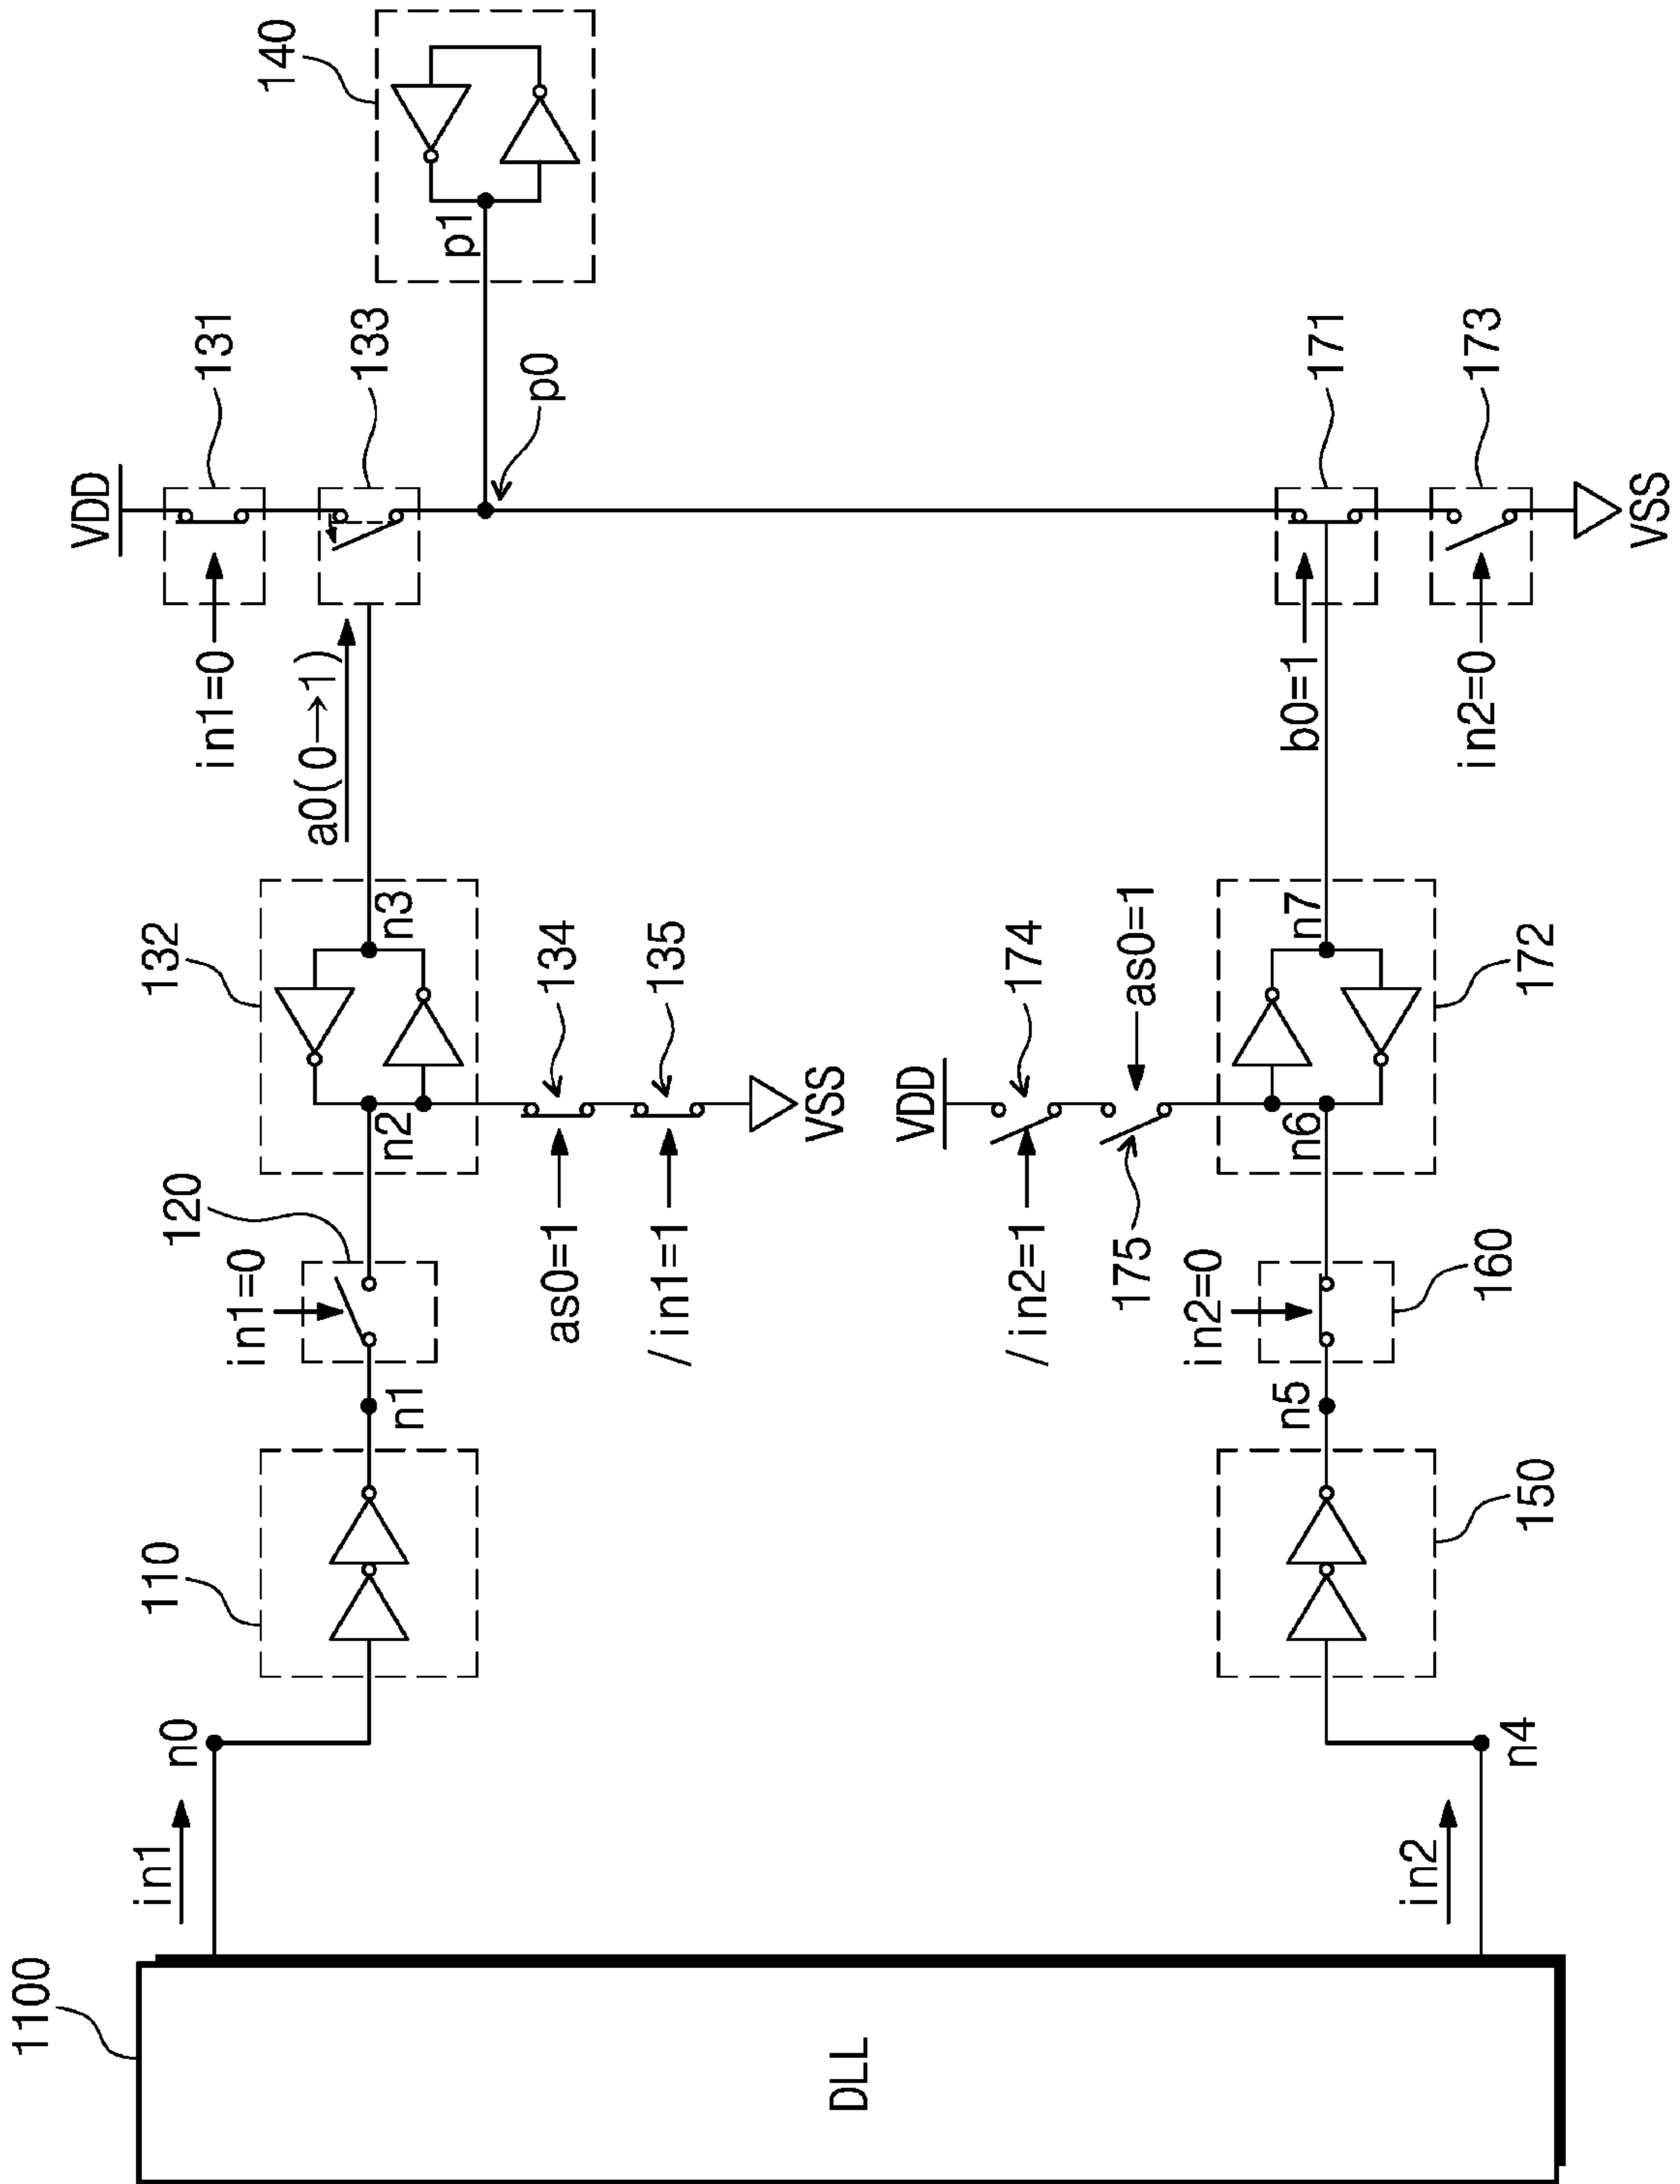 1100
DLL
in1
n0
110
n1
in1=0
120
132
n2
n3
as0=1
134
/in1=1
135
VSS
a0(0→1)
in1=0
VDD
131
133
p0
140
p1
in2
n4
150
n5
in2=0
160
VDD
/in2=1
174
175
as0=1
n6
n7
172
b0=1
171
in2=0
173
VSS